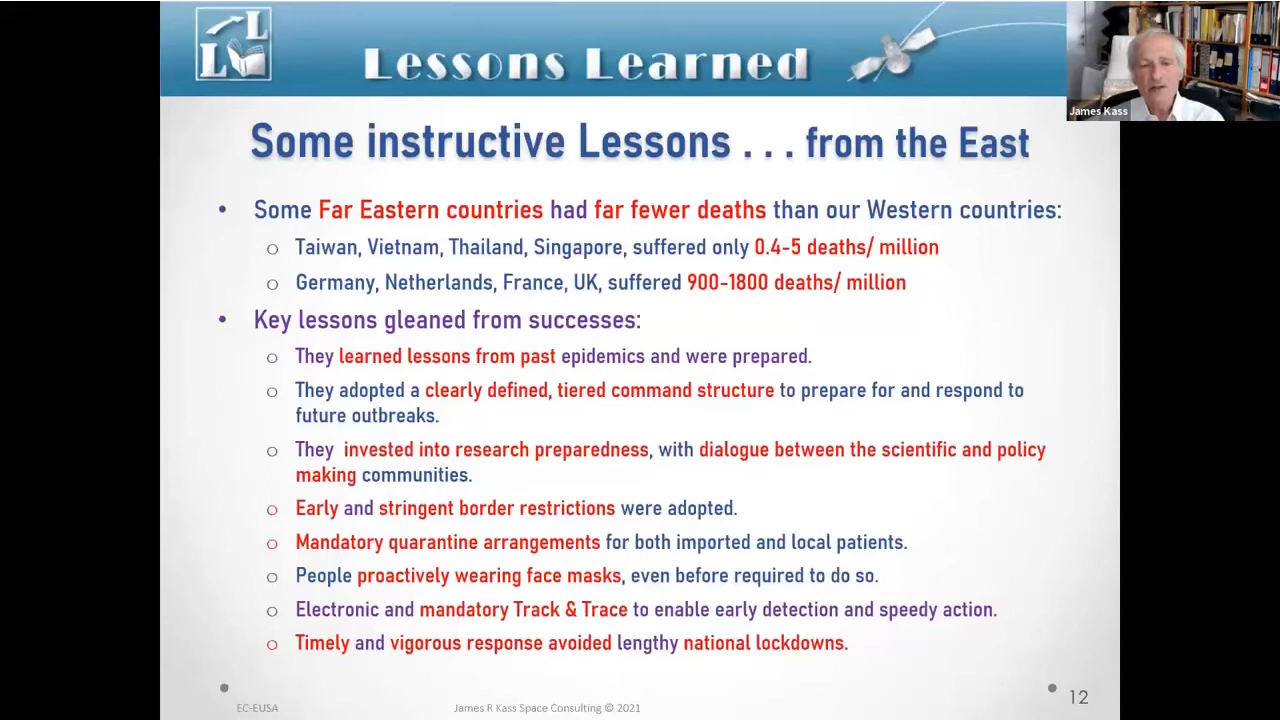 L L
Lessons Learned
James Kass
Some instructive Lessons . . . from the East
• Some Far Eastern countries had far fewer deaths than our Western countries:
o Taiwan, Vietnam, Thailand, Singapore, suffered only 0.4-5 deaths/ million
o Germany, Netherlands, France, UK, suffered 900-1800 deaths/ million
• Key lessons gleaned from successes:
o They learned lessons from past epidemics and were prepared.
o They adopted a clearly defined, tiered command structure to prepare for and respond to
future outbreaks.
o They invested into research preparedness, with dialogue between the scientific and policy
making communities.
o Early and stringent border restrictions were adopted.
o Mandatory quarantine arrangements for both imported and local patients.
o People proactively wearing face masks, even before required to do so.
o Electronic and mandatory Track & Trace to enable early detection and speedy action.
o Timely and vigorous response avoided lengthy national lockdowns.
EC-EUSA
James R Kass Space Consulting © 2021
12